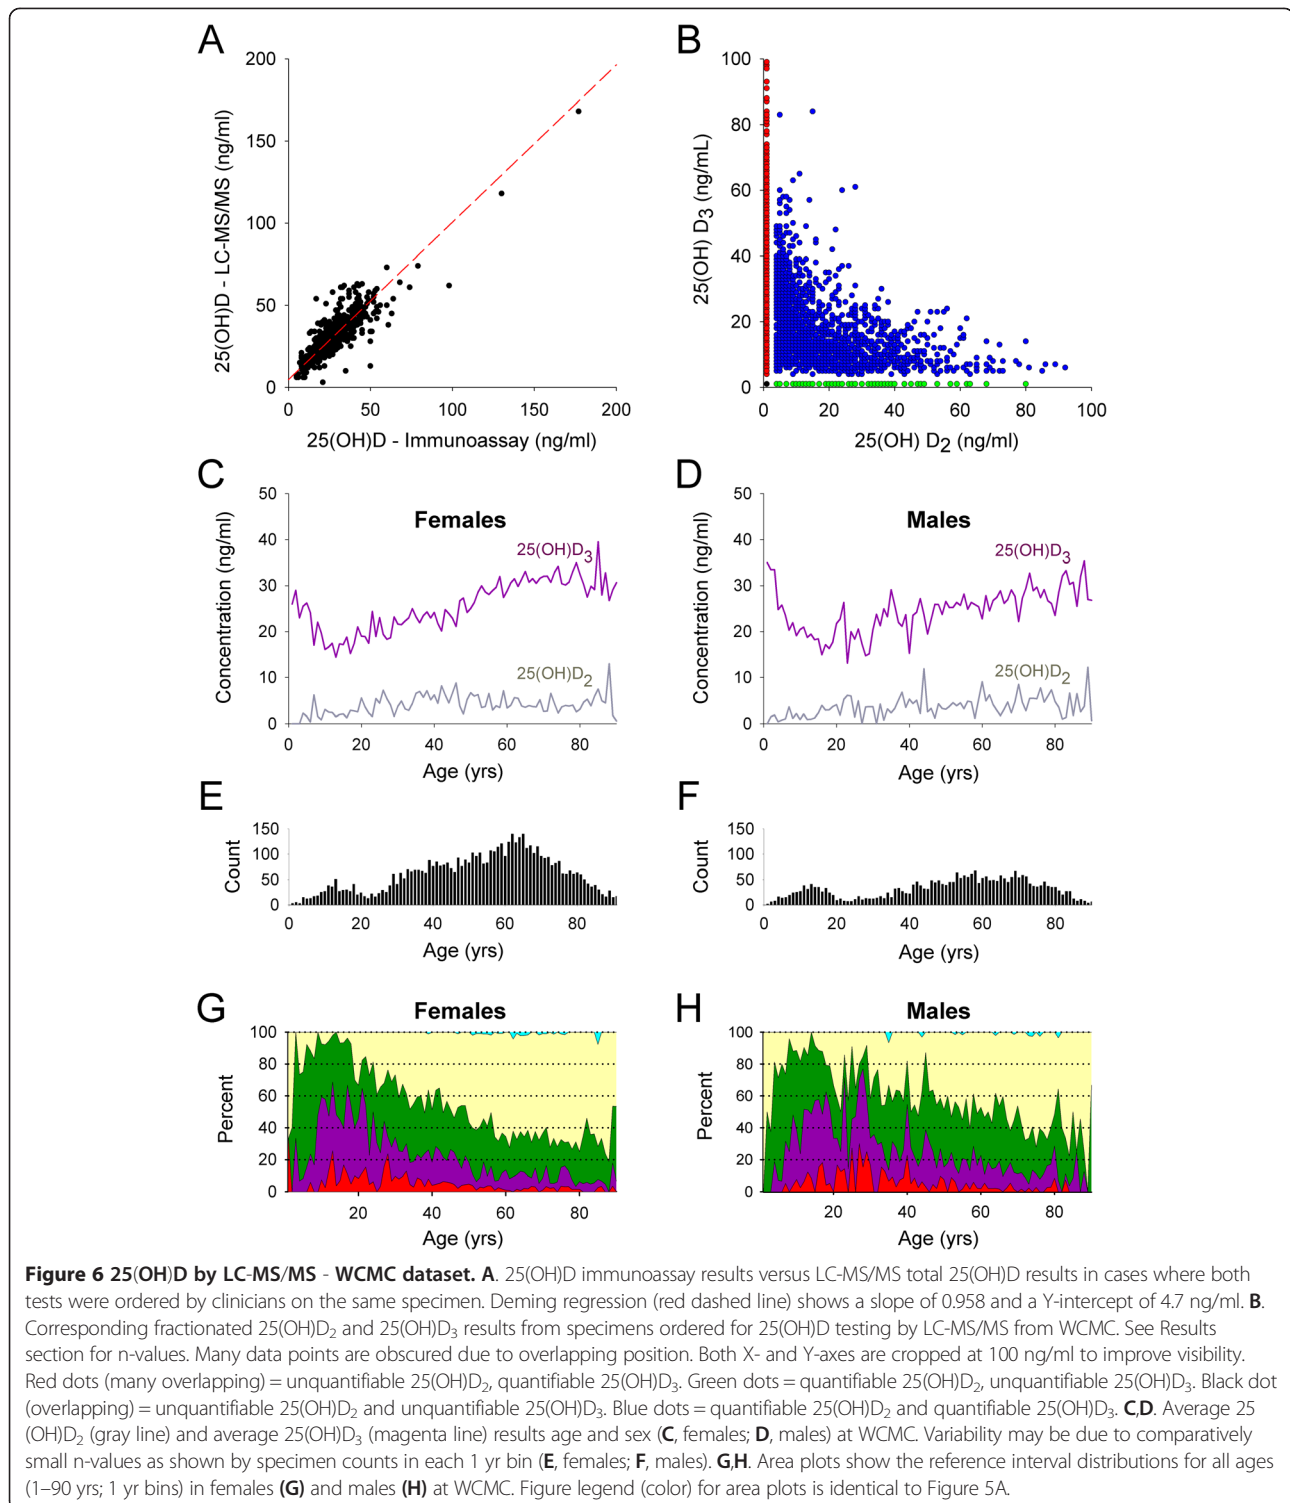 A
B
200
150
100
50
0
0 50 100 150 200
25(OH)D - LC-MS/MS (ng/ml)
25(OH)D - Immunoassay (ng/ml)
100
80
60
40
20
0
0 20 40 60 80 100
25(OH) D3 (ng/mL)
25(OH) D2 (ng/ml)
C
Females
50
40
30
20
10
0
0 20 40 60 80
Concentration (ng/ml)
25(OH)D3
25(OH)D2
Age (yrs)
D
Males
50
40
30
20
10
0
0 20 40 60 80
Concentration (ng/ml)
25(OH)D3
25(OH)D2
Age (yrs)
E
150
100
50
0
0 20 40 60 80
Count
Age (yrs)
F
150
100
50
0
0 20 40 60 80
Count
Age (yrs)
G
Females
100
80
60
40
20
0
20 40 60 80
Percent
Age (yrs)
H
Males
100
80
60
40
20
0
20 40 60 80
Percent
Age (yrs)
Figure 6 25(OH)D by LC-MS/MS - WCMC dataset. A. 25(OH)D immunoassay results versus LC-MS/MS total 25(OH)D results in cases where both
tests were ordered by clinicians on the same specimen. Deming regression (red dashed line) shows a slope of 0.958 and a Y-intercept of 4.7 ng/ml. B.
Corresponding fractionated 25(OH)D2 and 25(OH)D3 results from specimens ordered for 25(OH)D testing by LC-MS/MS from WCMC. See Results
section for n-values. Many data points are obscured due to overlapping position. Both X- and Y-axes are cropped at 100 ng/ml to improve visibility.
Red dots (many overlapping) = unquantifiable 25(OH)D2, quantifiable 25(OH)D3. Green dots = quantifiable 25(OH)D2, unquantifiable 25(OH)D3. Black dot
(overlapping) = unquantifiable 25(OH)D2 and unquantifiable 25(OH)D3. Blue dots = quantifiable 25(OH)D2 and quantifiable 25(OH)D3. C,D. Average 25
(OH)D2 (gray line) and average 25(OH)D3 (magenta line) results age and sex (C, females; D, males) at WCMC. Variability may be due to comparatively
small n-values as shown by specimen counts in each 1 yr bin (E, females; F, males). G,H. Area plots show the reference interval distributions for all ages
(1–90 yrs; 1 yr bins) in females (G) and males (H) at WCMC. Figure legend (color) for area plots is identical to Figure 5A.